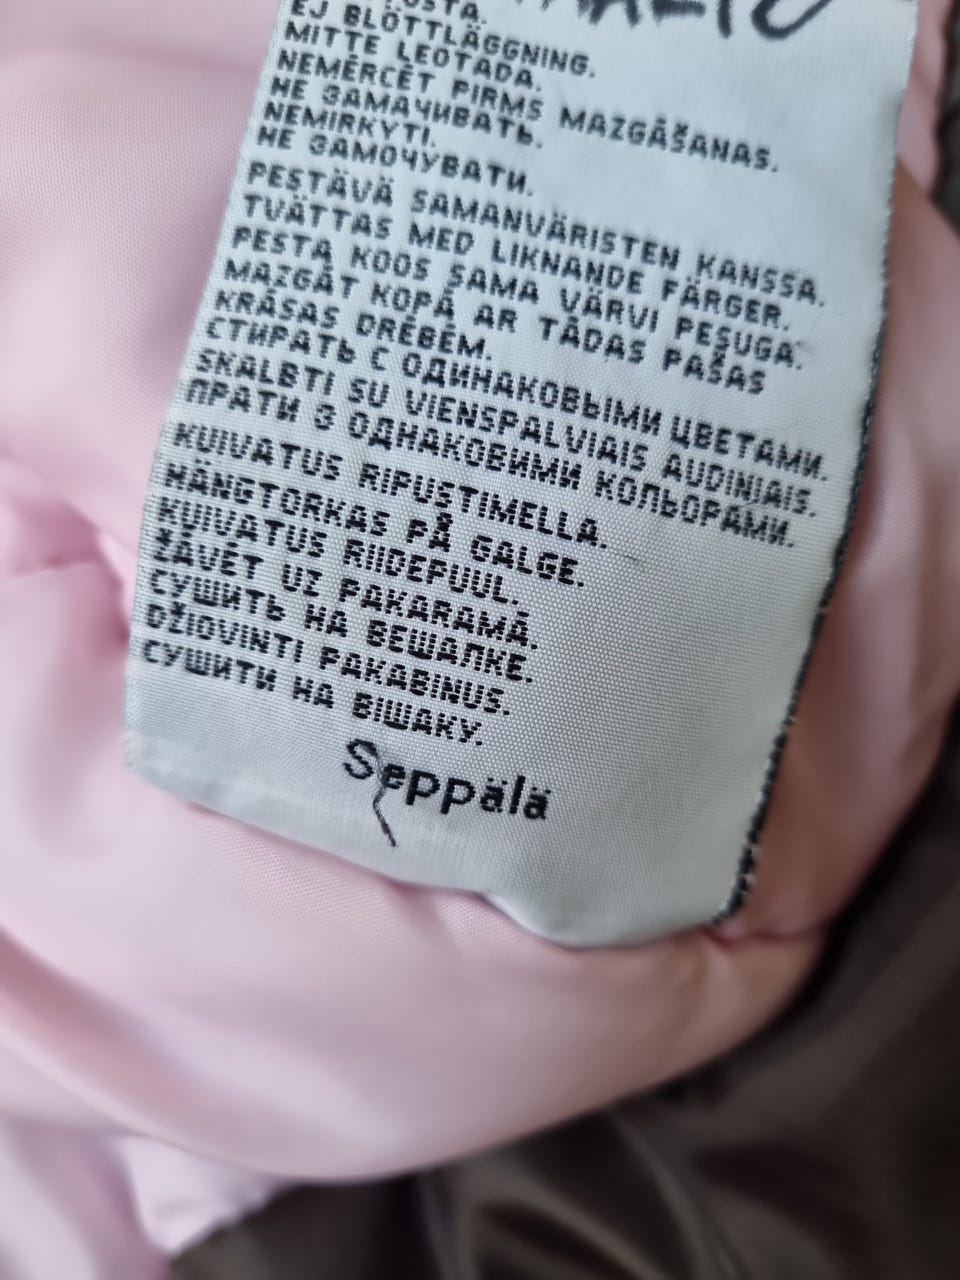 EJ BLÖTTLÄGGNING.
MITTE LEOTADA.
NEMĒRCĒT PIRMS MAZGĀŠANAS.
НЕ ЗАМАЧИВАТЬ.
NEMIRKYTI.
НЕ ЗАМОЧУВАТИ.
PESTÄVÄ SAMANVÄRISTEN KANSSA.
TVÄTTAS MED LIKNANDE FÄRGER.
PESTA KOOS SAMA VÄRVI PESUGA.
MAZGĀT KOPĀ AR TĀDAS PAŠAS
KRĀSAS DRĒBĒM.
СТИРАТЬ С ОДИНАКОВЫМИ ЦВЕТАМИ.
SKALBTI SU VIENSPALVIAIS AUDINIAIS.
ПРАТИ З ОДНАКОВИМИ КОЛЬОРАМИ.
KUIVATUS RIPUSTIMELLA.
HÄNGTORKAS PÅ GALGE.
KUIVATUS RIIDEPUUL.
ŽĀVĒT UZ PAKARAMĀ.
СУШИТЬ НА ВЕШАЛКЕ.
DŽIOVINTI PAKABINUS.
СУШИТИ НА ВІШАКУ.
Seppälä